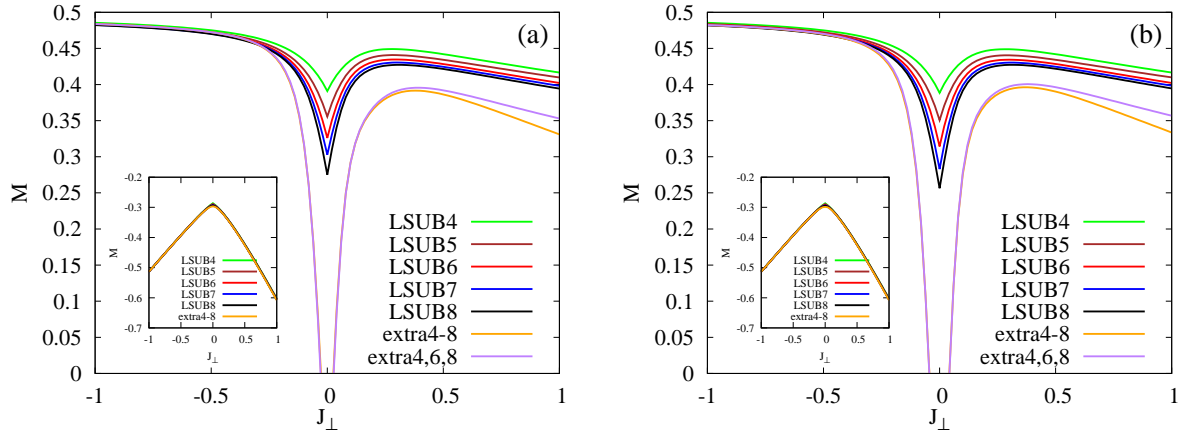 (a)
M
0.5
0.45
0.4
0.35
0.3
0.25
0.2
0.15
0.1
0.05
0
-1
-0.5
0
0.5
1
J⊥
LSUB4
LSUB5
LSUB6
LSUB7
LSUB8
extra4-8
extra4,6,8
M
-0.2
-0.3
-0.4
-0.5
-0.6
-0.7
-1
-0.5
0
0.5
1
J⊥
LSUB4
LSUB5
LSUB6
LSUB7
LSUB8
extra4-8
(b)
M
0.5
0.45
0.4
0.35
0.3
0.25
0.2
0.15
0.1
0.05
0
-1
-0.5
0
0.5
1
J⊥
LSUB4
LSUB5
LSUB6
LSUB7
LSUB8
extra4-8
extra4,6,8
M
-0.2
-0.3
-0.4
-0.5
-0.6
-0.7
-1
-0.5
0
0.5
1
J⊥
LSUB4
LSUB5
LSUB6
LSUB7
LSUB8
extra4-8